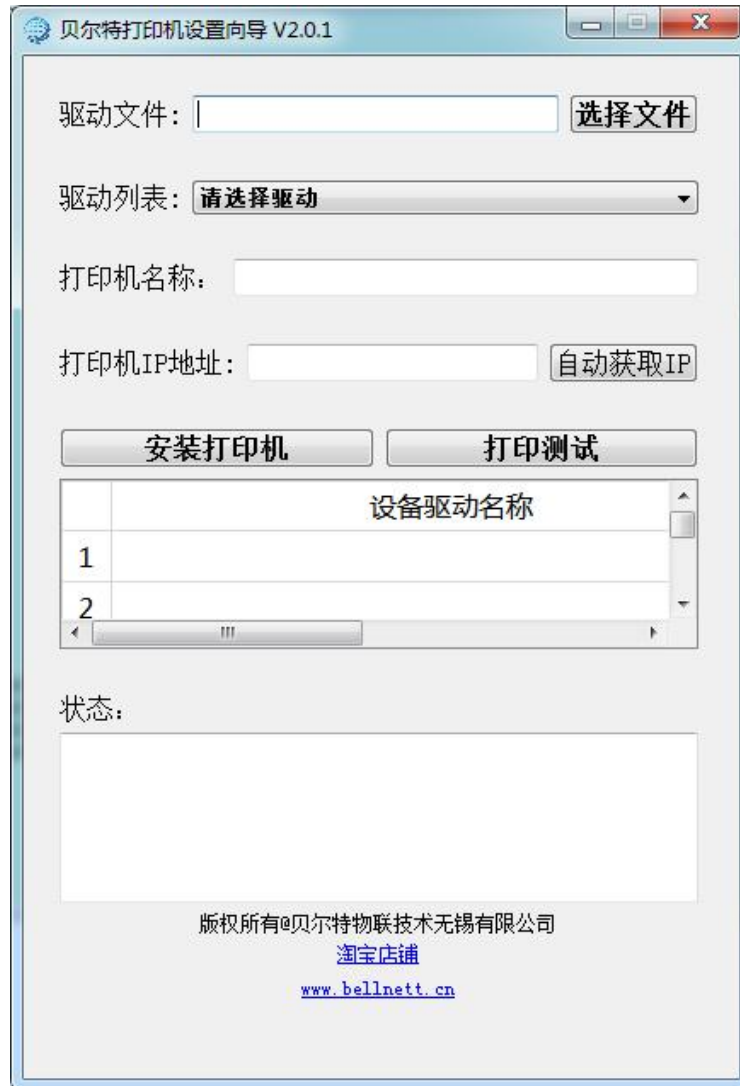 贝尔特打印机设置向导 V2.0.1
驱动文件: 选择文件
驱动列表: 请选择驱动
打印机名称:
打印机IP地址: 自动获取IP
安装打印机 打印测试
设备驱动名称
1
2
状态:
版权所有@贝尔特物联技术无锡有限公司
淘宝店铺
www.bellnett.cn